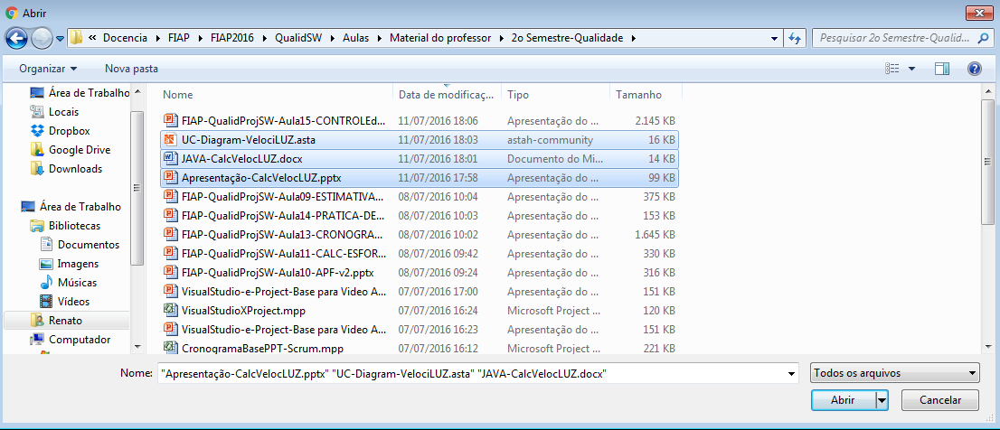 Abrir
« Docencia ▸ FIAP ▸ FIAP2016 ▸ QualidSW ▸ Aulas ▸ Material do professor ▸ 2o Semestre-Qualidade ▸ Pesquisar 2o Semestre-Qualid...
Organizar Nova pasta
Nome Data de modificaç... Tipo Tamanho
Área de Trabalho
Locais
Dropbox
Google Drive
Downloads
Área de Trabalho
Bibliotecas
Documentos
Imagens
Músicas
Vídeos
Renato
Computador
FIAP-QualidProjSW-Aula15-CONTROLEd... 11/07/2016 18:06 Apresentação do ... 2.145 KB
UC-Diagram-VelociLUZ.asta 11/07/2016 18:03 astah-community 16 KB
JAVA-CalcVelocLUZ.docx 11/07/2016 18:01 Documento do Mi... 14 KB
Apresentação-CalcVelocLUZ.pptx 11/07/2016 17:58 Apresentação do ... 99 KB
FIAP-QualidProjSW-Aula09-ESTIMATIVA... 08/07/2016 10:04 Apresentação do ... 375 KB
FIAP-QualidProjSW-Aula14-PRATICA-DE... 08/07/2016 10:03 Apresentação do ... 153 KB
FIAP-QualidProjSW-Aula13-CRONOGRA... 08/07/2016 10:02 Apresentação do ... 1.645 KB
FIAP-QualidProjSW-Aula11-CALC-ESFOR... 08/07/2016 09:42 Apresentação do ... 330 KB
FIAP-QualidProjSW-Aula10-APF-v2.pptx 08/07/2016 09:24 Apresentação do ... 316 KB
VisualStudio-e-Project-Base para Video A... 07/07/2016 17:00 Apresentação do ... 151 KB
VisualStudioXProject.mpp 07/07/2016 16:24 Microsoft Project ... 120 KB
VisualStudio-e-Project-Base para Video A... 07/07/2016 16:23 Apresentação do ... 151 KB
CronogramaBasePPT-Scrum.mpp 07/07/2016 16:12 Microsoft Project ... 221 KB
Nome: "Apresentação-CalcVelocLUZ.pptx" "UC-Diagram-VelociLUZ.asta" "JAVA-CalcVelocLUZ.docx" Todos os arquivos
Abrir Cancelar